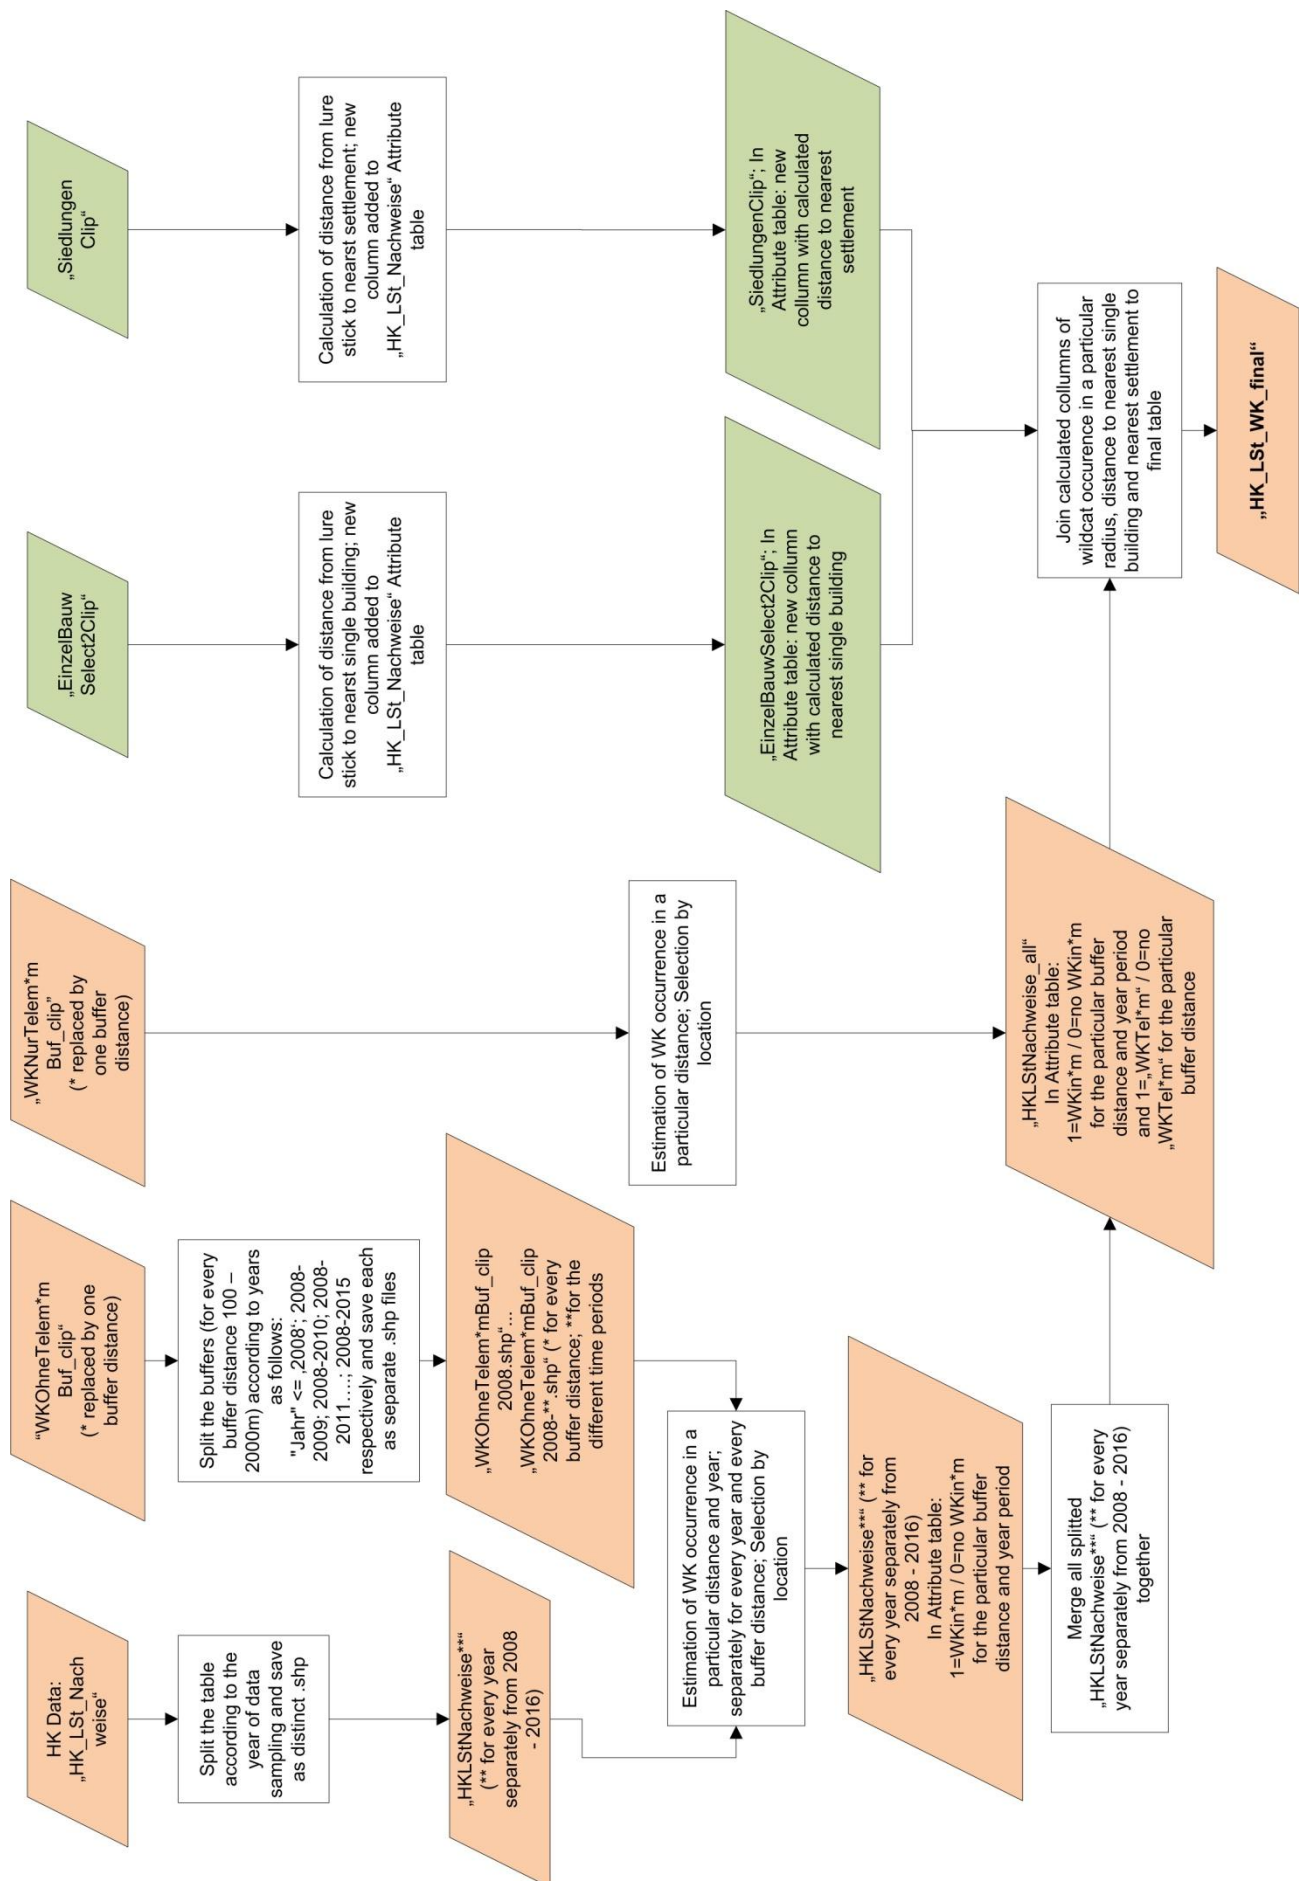 HK Data:
„HK_LSt_Nach
weise“
Split the table
according to the
year of data
sampling and save
as distinct .shp
„HKLStNachweise**“
(** for every year
separately from 2008
- 2016)
“WKOhneTelem*m
Buf_clip“
(* replaced by one
buffer distance)
Split the buffers (for every
buffer distance 100 –
2000m) according to years
as follows:
"Jahr" <= ‚2008‘; 2008-
2009; 2008-2010; 2008-
2011….; 2008-2015
respectively and save each
as separate .shp files
„WKOhneTelem*mBuf_clip
2008.shp“...
„WKOhneTelem*mBuf_clip
2008-**.shp“ (* for every
buffer distance; **for the
different time periods
Estimation of WK occurrence in a
particular distance and year;
separately for every year and every
buffer distance; Selection by
location
„HKLStNachweise**“ (** for
every year separately from
2008 - 2016)
In Attribute table:
1=WKin*m / 0=no WKin*m
for the particular buffer
distance and year period
Merge all splitted
„HKLStNachweise**“ (** for every
year separately from 2008 - 2016)
together
„WKNurTelem*m
Buf_clip”
(* replaced by
one buffer
distance)
Estimation of WK occurrence in a
particular distance; Selection by
location
„HKLStNachweise_all“
In Attribute table:
1=WKin*m / 0=no WKin*m
for the particular buffer
distance and year period
and 1=„WKTel*m“ / 0=no
„WKTel*m“ for the particular
buffer distance
„EinzelBauw
Select2Clip“
Calculation of distance from lure
stick to nearst single building; new
column added to
„HK_LSt_Nachweise“ Attribute
table
„EinzelBauwSelect2Clip“; In
Attribute table: new column
with calculated distance to
nearest single building
„Siedlungen
Clip“
Calculation of distance from lure
stick to nearst settlement; new
column added to
„HK_LSt_Nachweise“ Attribute
table
„SiedlungenClip“; In
Attribute table: new
collumn with calculated
distance to nearest
settlement
Join calculated columns of
wildcat occurence in a particular
radius, distance to nearest single
building and nearest settlement to
final table
„HK_LSt_WK_final“